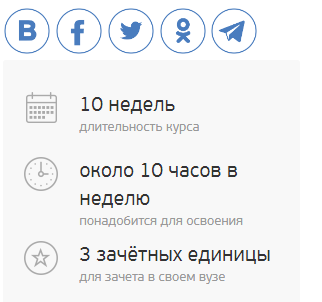 10 недель
длительность курса
около 10 часов в
неделю
понадобится для освоения
3 зачётных единицы
для зачета в своем вузе